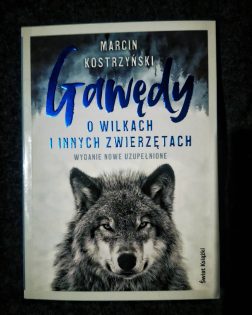 MARCIN
KOSTRZYŃSKI
Gawędy
O WILKACH
I INNYCH ZWIERZĘTACH
WYDANIE NOWE UZUPEŁNIONE
Świat Książki